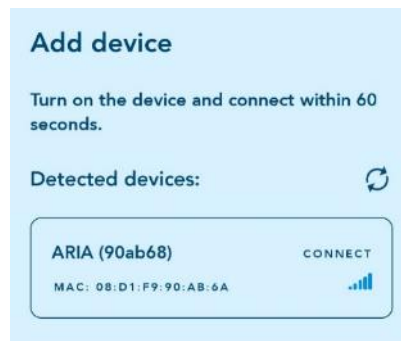 Add device
Turn on the device and connect within 60
seconds.
Detected devices:
ARIA (90ab68)
CONNECT
MAC: 08:D1:F9:90:AB:6A